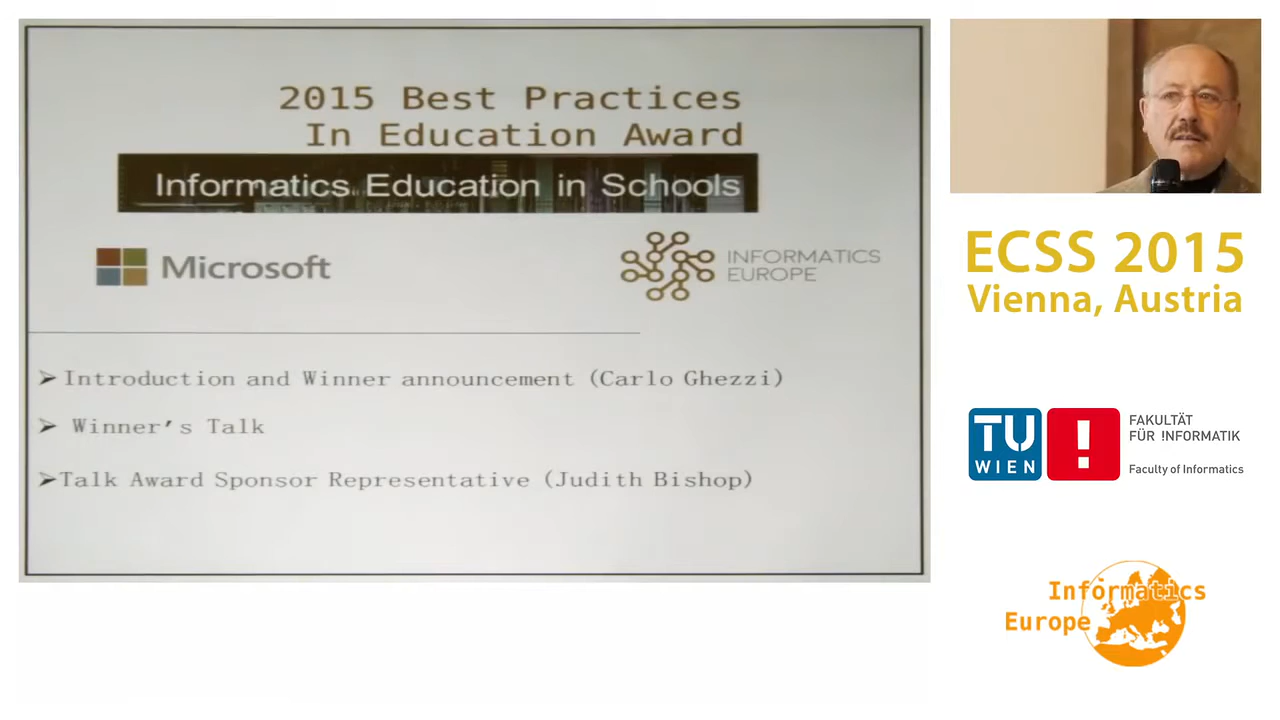 2015 Best Practices
In Education Award
Informatics Education in Schools
Microsoft
INFORMATICS
EUROPE
➢Introduction and Winner announcement (Carlo Ghezzi)
➢ Winner’s Talk
➢Talk Award Sponsor Representative (Judith Bishop)
ECSS 2015
Vienna, Austria
TU
WIEN
!
FAKULTÄT
FÜR !NFORMATIK
Faculty of Informatics
Informatics
Europe